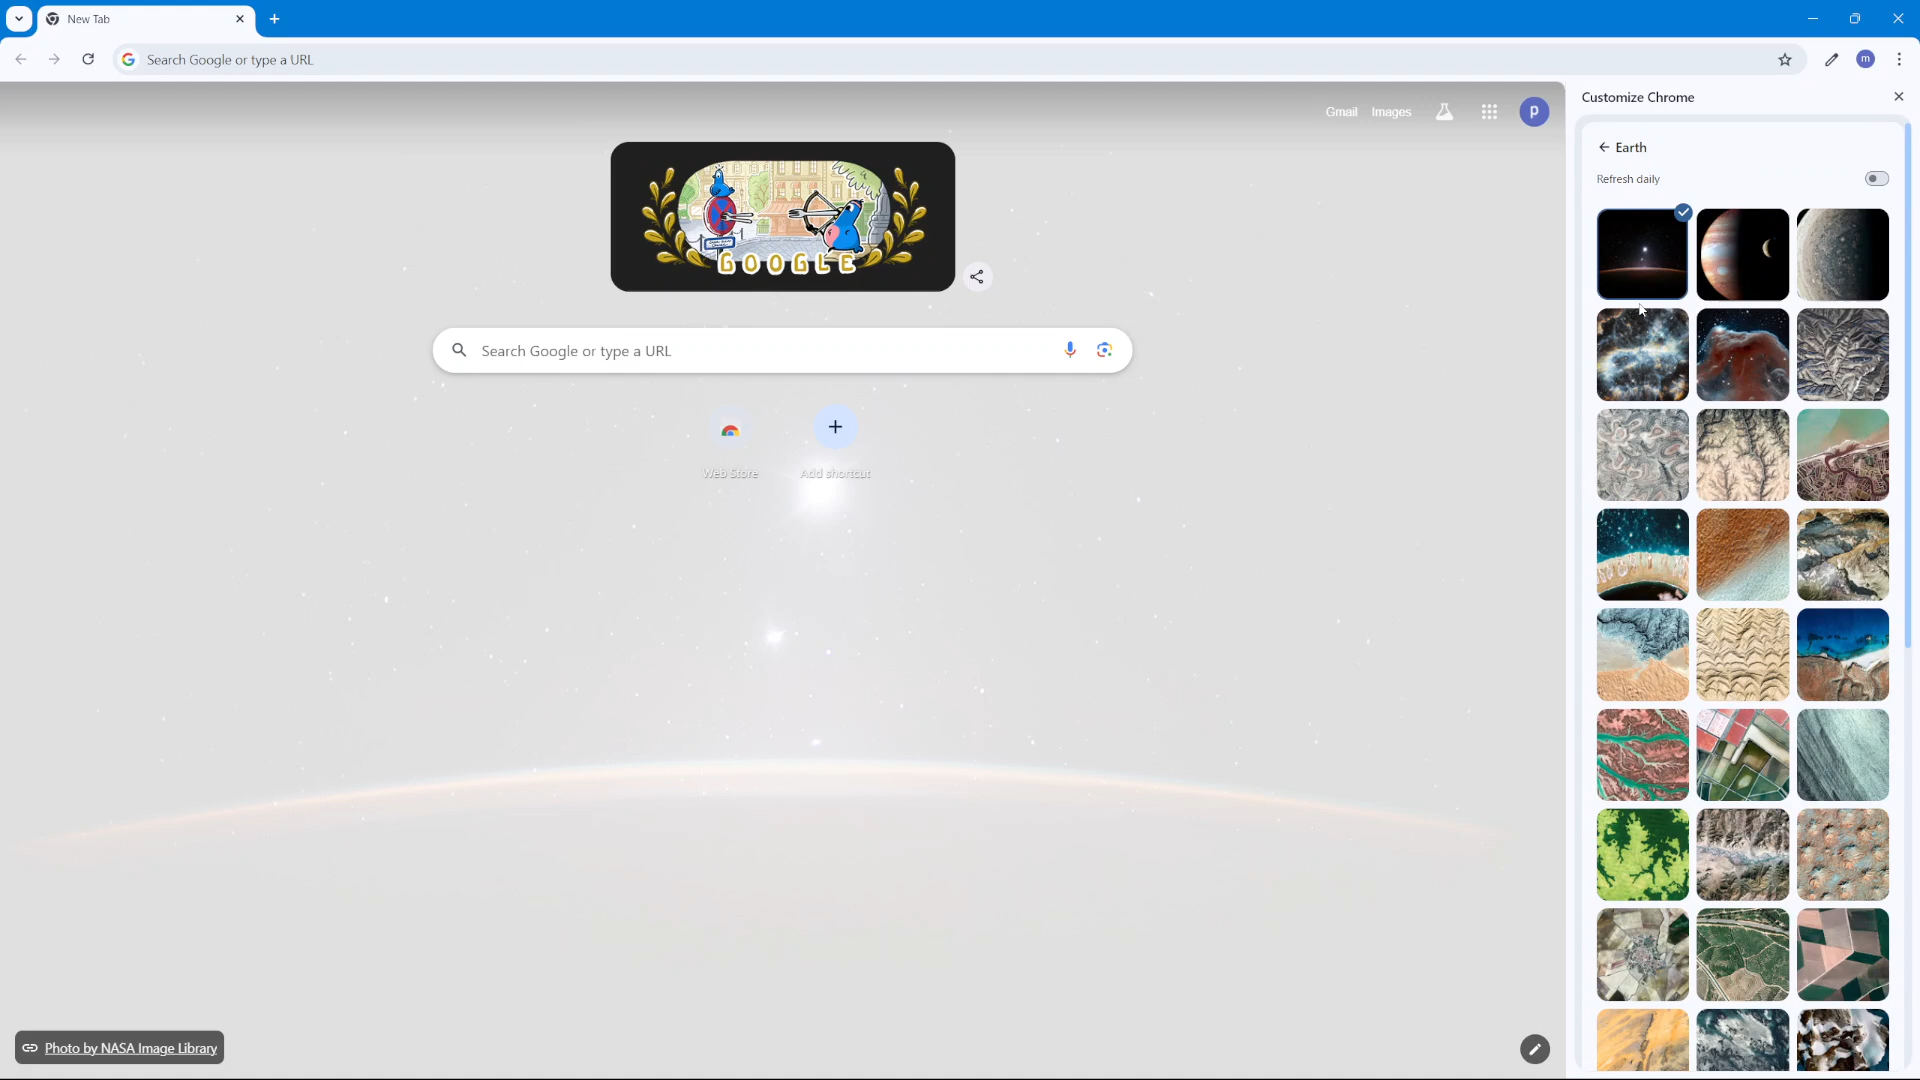 New Tab
Search Google or type a URL
Customize Chrome
Gmail Images
p
m
Earth
Refresh daily
GOOGLE
Search Google or type a URL
Web Store
Add shortcut
Photo by NASA Image Library